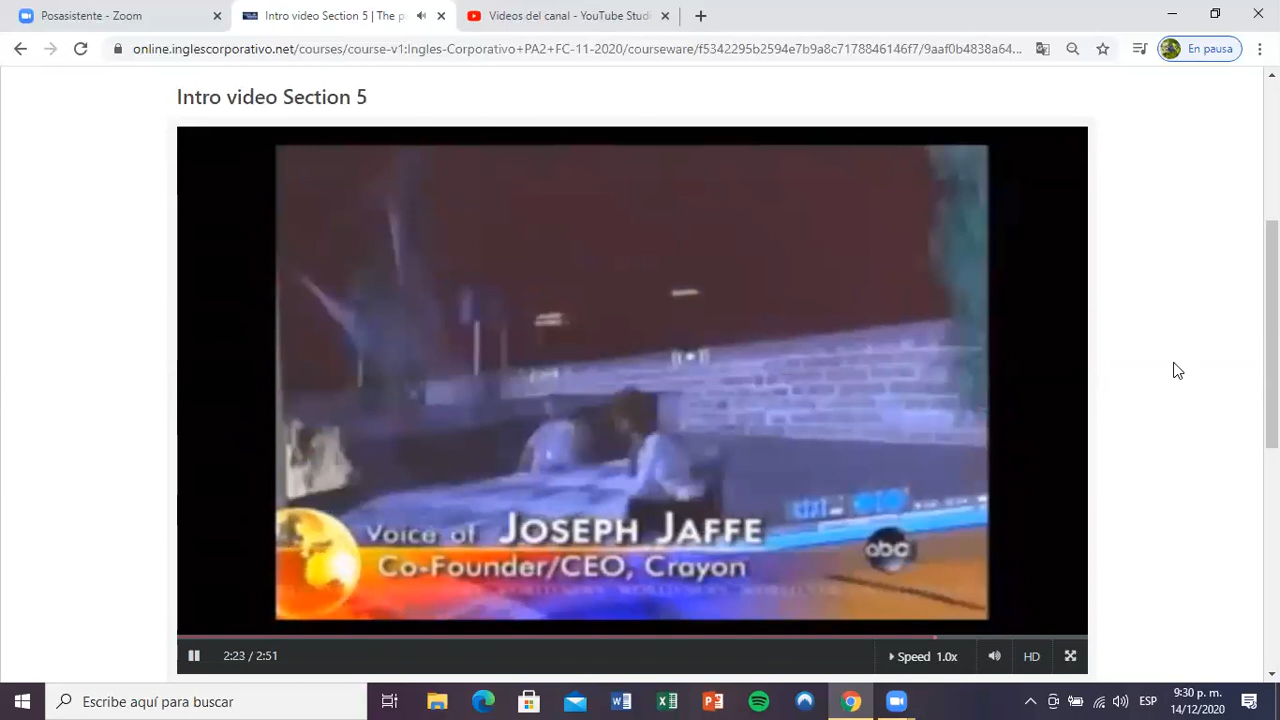 Posasistente - Zoom
Intro video Section 5 | The p
Videos del canal - YouTube Studi
online.inglescorporativo.net/courses/course-v1:Ingles-Corporativo+PA2+FC-11-2020/courseware/f5342295b2594e7b9a8c7178846146f7/9aaf0b4838a64...
En pausa
Intro video Section 5
Voice of JOSEPH JAFFE
abc
Co-Founder/CEO, Crayon
2:23 / 2:51
Speed 1.0x
HD
Escribe aquí para buscar
ESP
9:30 p. m.
14/12/2020